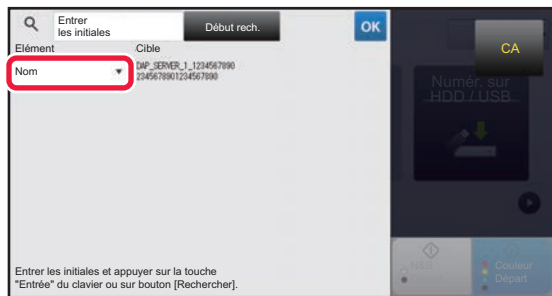 Entrer
les initiales
Début rech.
OK
CA
Elément
Cible
Nom
DAP_SERVER_1_1234567890
2345678901234567890
Numér. sur
HDD / USB
Entrer les initiales et appuyer sur la touche
"Entrée" du clavier ou sur bouton [Rechercher].
N&B
Couleur
Départ